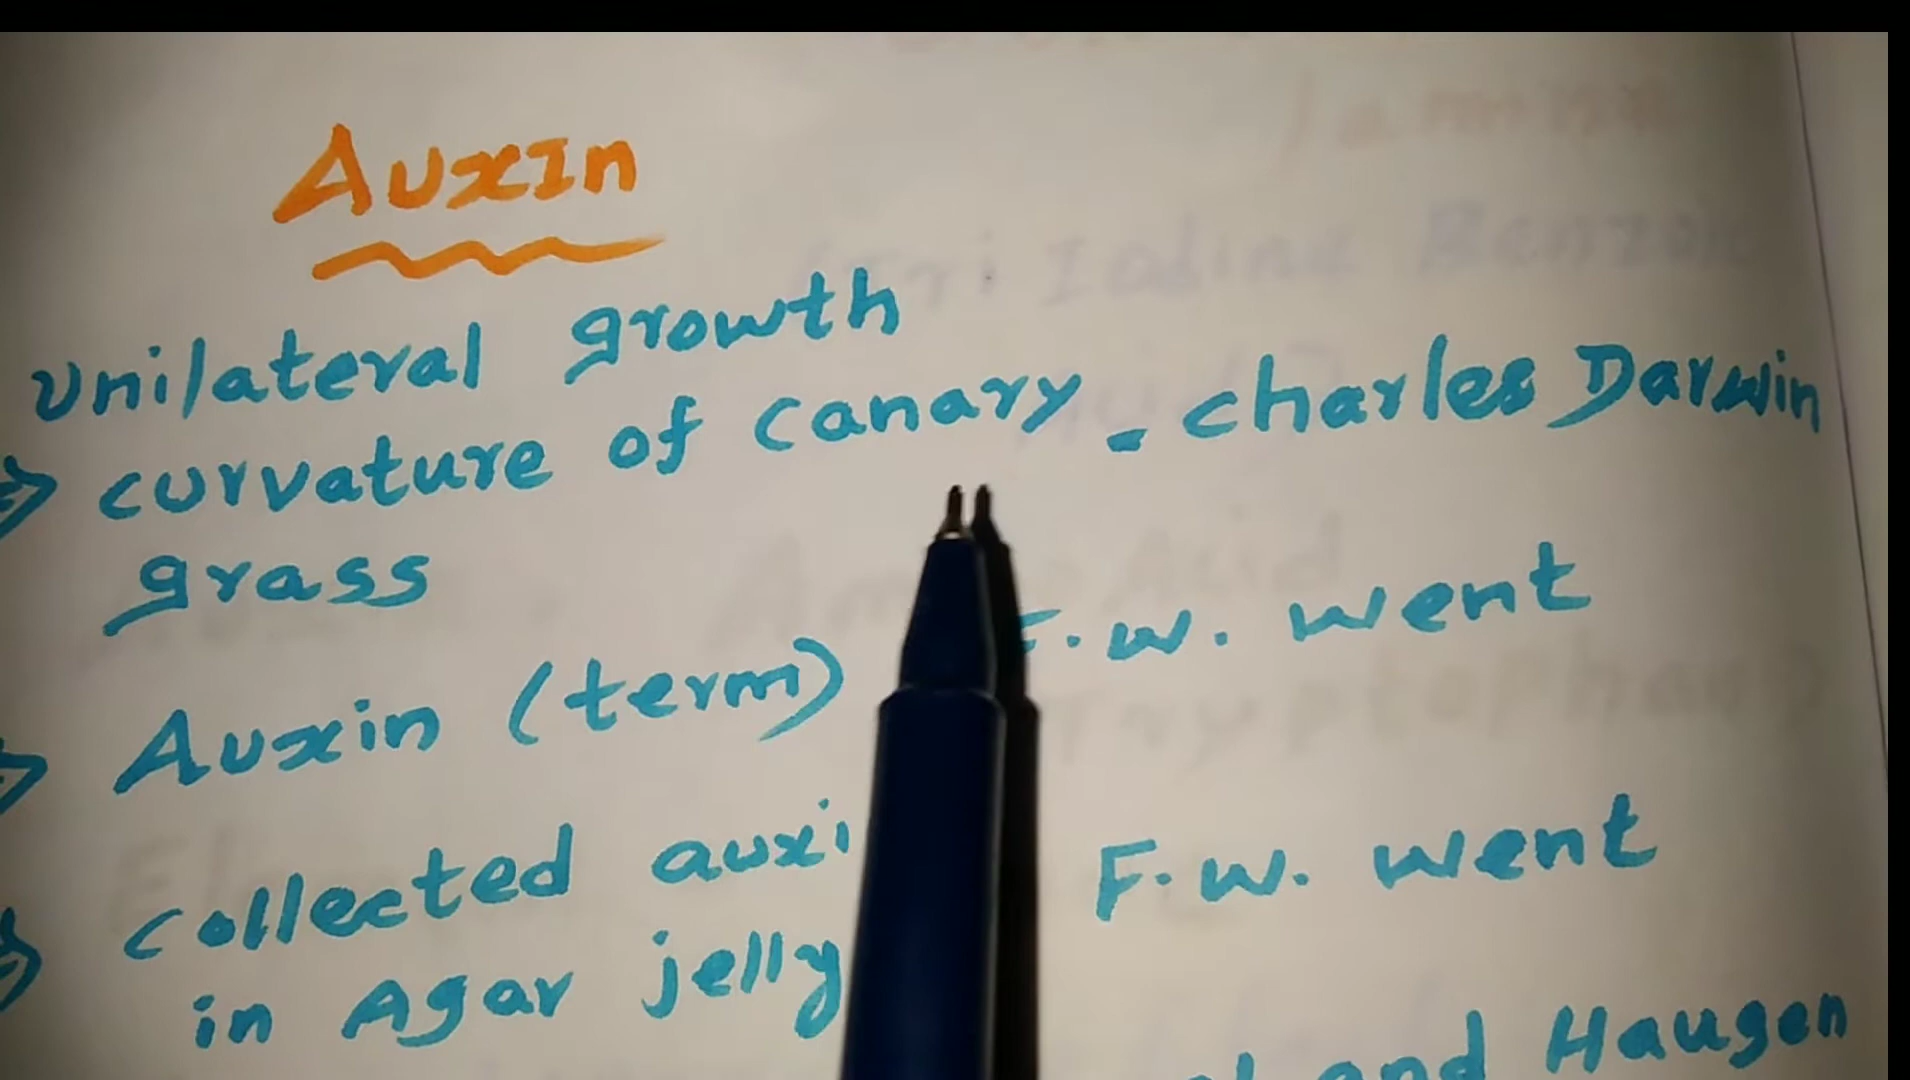 AuxIn
unilateral growth
curvature of canary - charles Darwin
grass
Auxin (term) F.w. went
collected auxi F.w. went
in Agar jelly
and Haugen